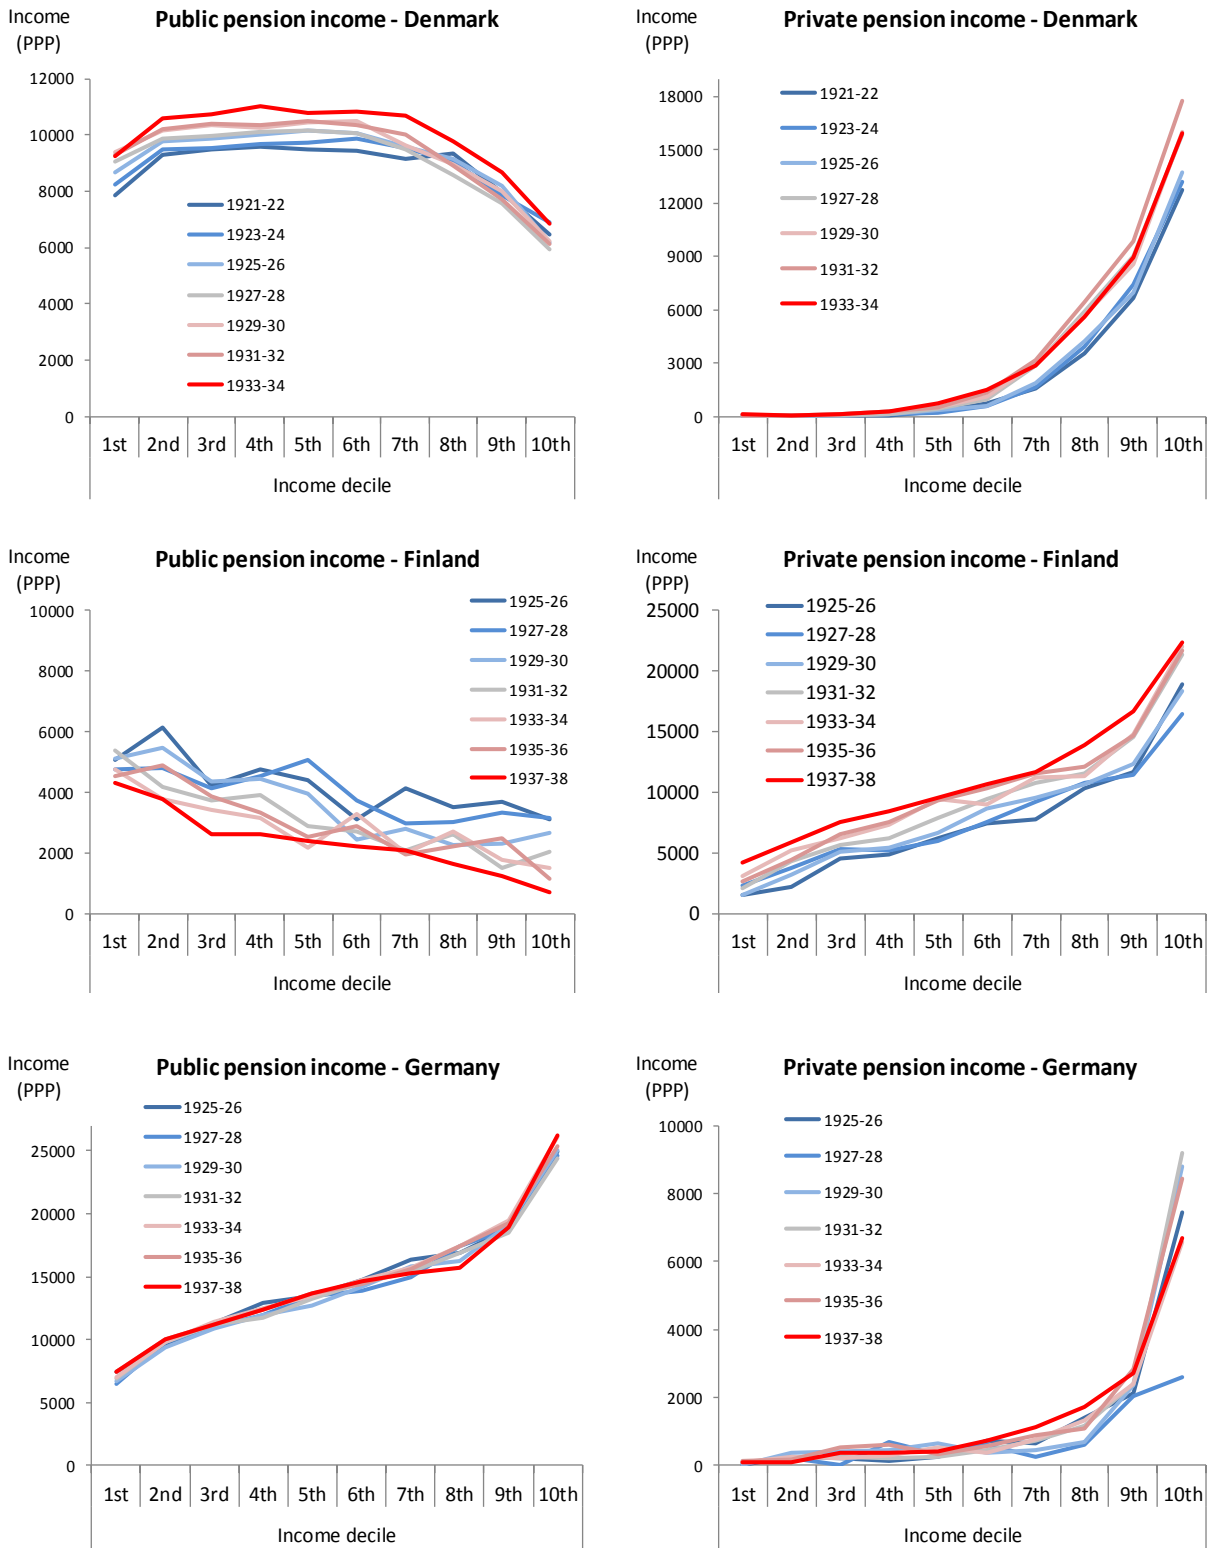 Income
(PPP)
Public pension income - Denmark
12000
10000
8000
6000
4000
2000
0
1921-22
1923-24
1925-26
1927-28
1929-30
1931-32
1933-34
1st 2nd 3rd 4th 5th 6th 7th 8th 9th 10th
Income decile
Income
(PPP)
Private pension income - Denmark
18000
15000
12000
9000
6000
3000
0
1921-22
1923-24
1925-26
1927-28
1929-30
1931-32
1933-34
1st 2nd 3rd 4th 5th 6th 7th 8th 9th 10th
Income decile
Income
(PPP)
Public pension income - Finland
10000
8000
6000
4000
2000
0
1925-26
1927-28
1929-30
1931-32
1933-34
1935-36
1937-38
1st 2nd 3rd 4th 5th 6th 7th 8th 9th 10th
Income decile
Income
(PPP)
Private pension income - Finland
25000
20000
15000
10000
5000
0
1925-26
1927-28
1929-30
1931-32
1933-34
1935-36
1937-38
1st 2nd 3rd 4th 5th 6th 7th 8th 9th 10th
Income decile
Income
(PPP)
Public pension income - Germany
25000
20000
15000
10000
5000
0
1925-26
1927-28
1929-30
1931-32
1933-34
1935-36
1937-38
1st 2nd 3rd 4th 5th 6th 7th 8th 9th 10th
Income decile
Income
(PPP)
Private pension income - Germany
10000
8000
6000
4000
2000
0
1925-26
1927-28
1929-30
1931-32
1933-34
1935-36
1937-38
1st 2nd 3rd 4th 5th 6th 7th 8th 9th 10th
Income decile